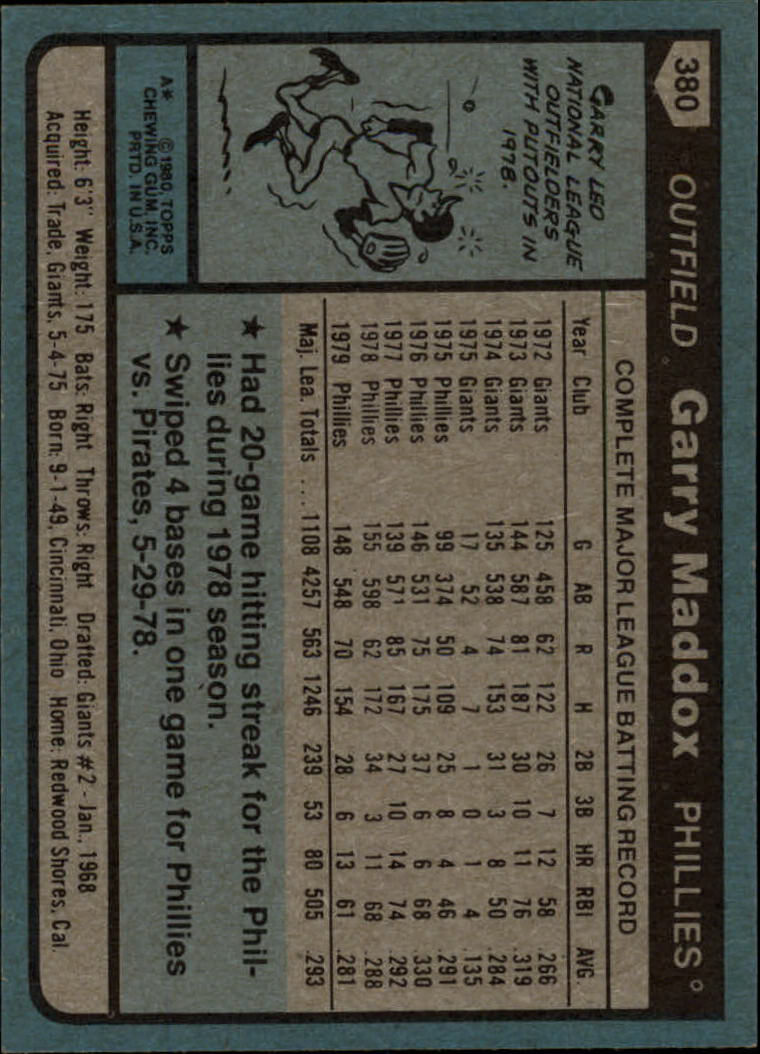 380 OUTFIELD Garry Maddox PHILLIES°
GARRY LED
NATIONAL LEAGUE
OUTFIELDERS
WITH PUTOUTS IN
1978.
A* ©1980, TOPPS
CHEWING GUM, INC.
PRTD. IN U.S.A.
COMPLETE MAJOR LEAGUE BATTING RECORD
Year Club G AB R H 2B 3B HR RBI AVG.
1972 Giants 125 458 62 122 26 7 12 58 .266
1973 Giants 144 587 81 187 30 10 11 76 .319
1974 Giants 135 538 74 153 31 3 8 50 .284
1975 Giants 17 52 4 7 1 0 1 4 .135
1975 Phillies 99 374 50 109 25 8 4 46 .291
1976 Phillies 146 531 75 175 37 6 6 68 .330
1977 Phillies 139 571 85 167 27 10 14 74 .292
1978 Phillies 155 598 62 172 34 3 11 68 .288
1979 Phillies 148 548 70 154 28 6 13 61 .281
Maj. Lea. Totals .... 1108 4257 563 1246 239 53 80 505 .293
★ Had 20-game hitting streak for the Phil-
lies during 1978 season.
★ Swiped 4 bases in one game for Phillies
vs. Pirates, 5-29-78.
Height: 6'3" Weight: 175 Bats: Right Throws: Right Drafted: Giants #2 - Jan., 1968
Acquired: Trade, Giants, 5-4-75 Born: 9-1-49, Cincinnati, Ohio Home: Redwood Shores, Cal.